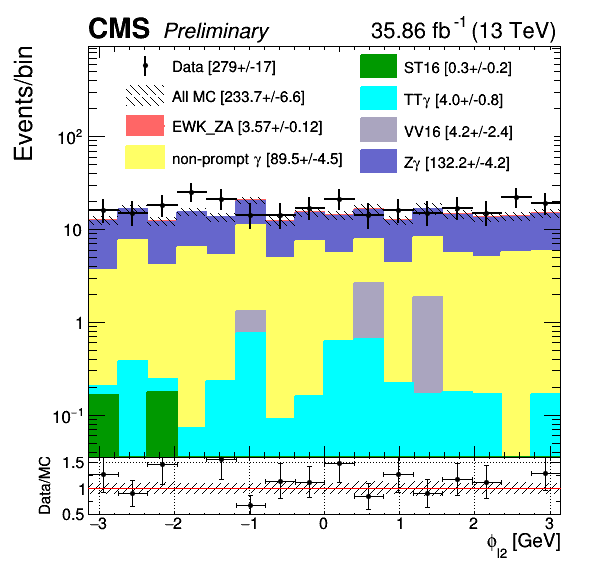 CMS Preliminary 35.86 fb⁻¹ (13 TeV)
Events/bin
Data [279+/-17]
All MC [233.7+/-6.6]
EWK_ZA [3.57+/-0.12]
non-prompt γ [89.5+/-4.5]
ST16 [0.3+/-0.2]
TTγ [4.0+/-0.8]
VV16 [4.2+/-2.4]
Zγ [132.2+/-4.2]
10²
10
1
10⁻¹
Data/MC
1.5
1
0.5
−3 −2 −1 0 1 2 3
ϕl2 [GeV]